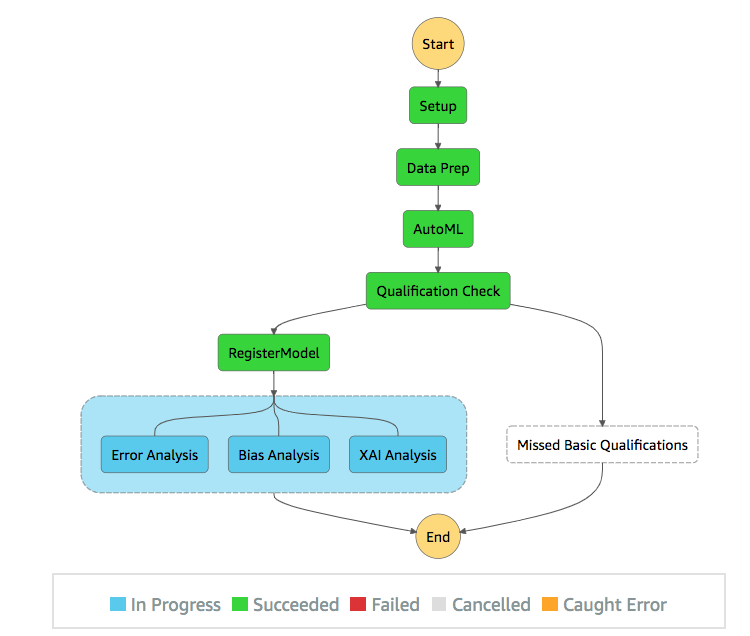 Start
Setup
Data Prep
AutoML
Qualification Check
RegisterModel
Error Analysis
Bias Analysis
XAI Analysis
Missed Basic Qualifications
End
In Progress Succeeded Failed Cancelled Caught Error